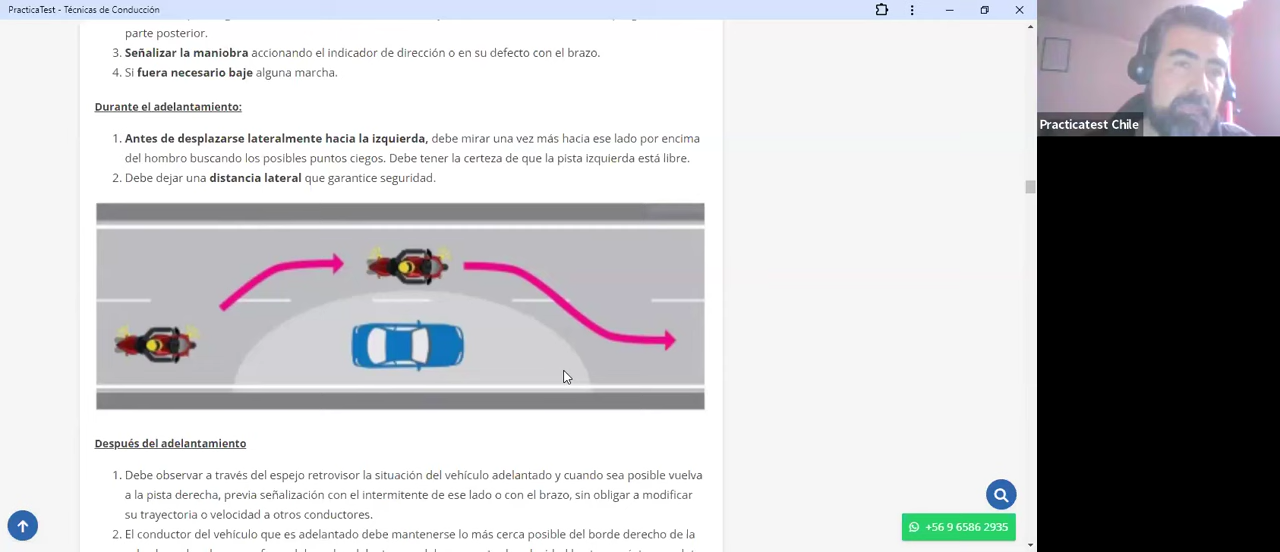 PracticaTest - Técnicas de Conducción
parte posterior.
3. Señalizar la maniobra accionando el indicador de dirección o en su defecto con el brazo.
4. Si fuera necesario baje alguna marcha.
Durante el adelantamiento:
1. Antes de desplazarse lateralmente hacia la izquierda, debe mirar una vez más hacia ese lado por encima
del hombro buscando los posibles puntos ciegos. Debe tener la certeza de que la pista izquierda está libre.
2. Debe dejar una distancia lateral que garantice seguridad.
Después del adelantamiento
1. Debe observar a través del espejo retrovisor la situación del vehículo adelantado y cuando sea posible vuelva
a la pista derecha, previa señalización con el intermitente de ese lado o con el brazo, sin obligar a modificar
su trayectoria o velocidad a otros conductores.
2. El conductor del vehículo que es adelantado debe mantenerse lo más cerca posible del borde derecho de la
+56 9 6586 2935
Practicatest Chile